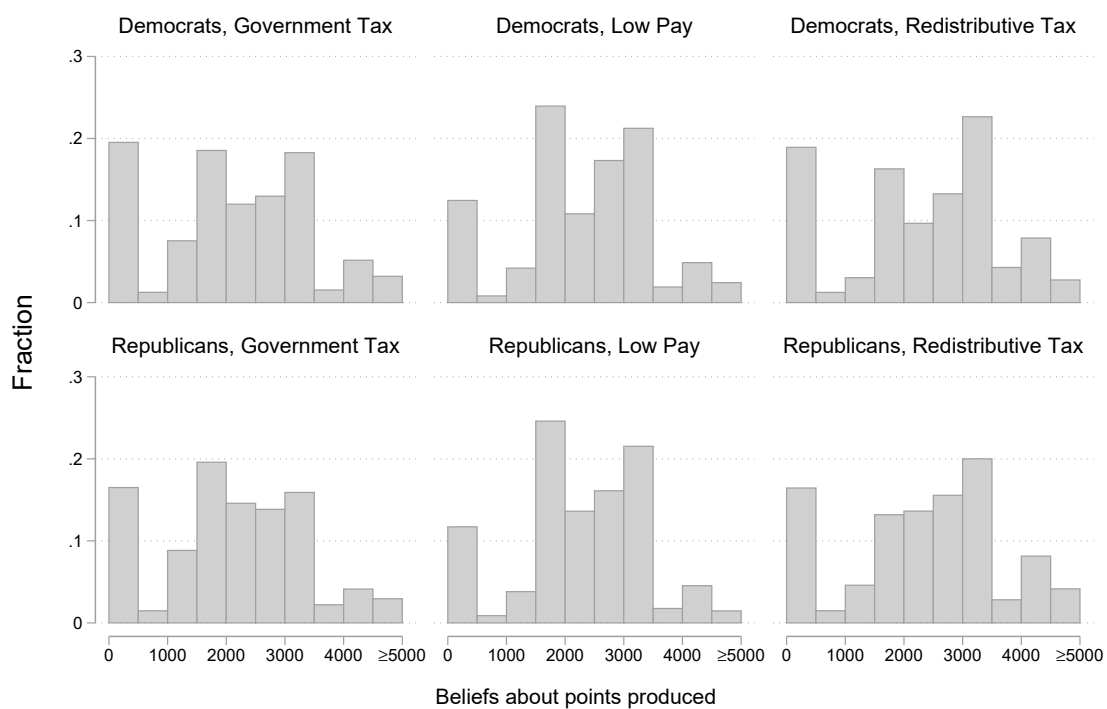 Democrats, Government Tax
Democrats, Low Pay
Democrats, Redistributive Tax
.3
.2
.1
0
Republicans, Government Tax
Republicans, Low Pay
Republicans, Redistributive Tax
.3
.2
.1
0
Fraction
0 1000 2000 3000 4000 ≥5000
0 1000 2000 3000 4000 ≥5000
0 1000 2000 3000 4000 ≥5000
Beliefs about points produced